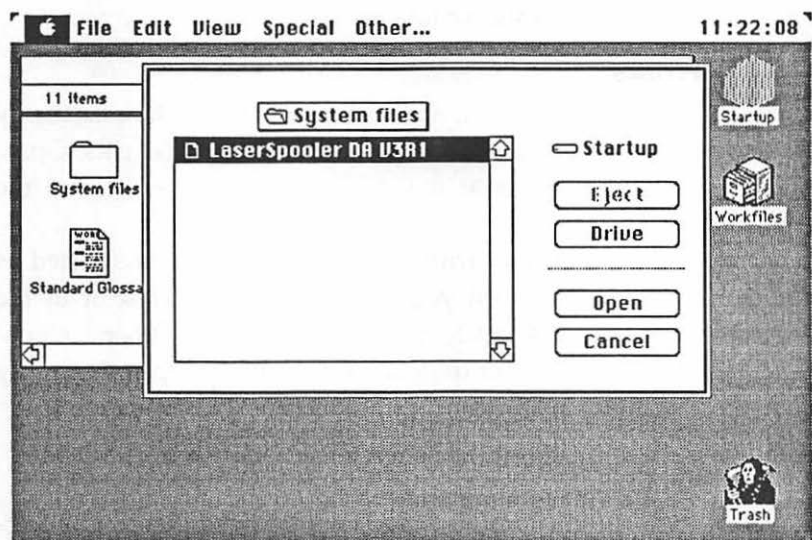 File Edit View Special Other... 11:22:08
11 items
System files
Startup
LaserSpooler DA V3R1
Startup
System files
Eject
Workfiles
Drive
WORD
Standard Glossa
Open
Cancel
Trash